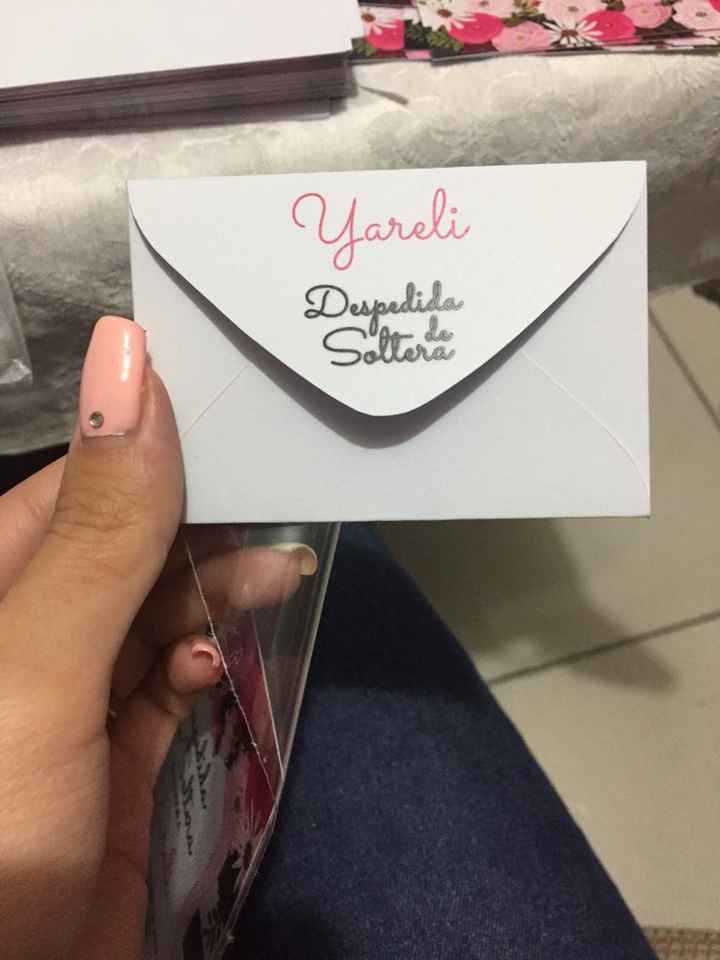 Yareli
Despedida
de
Soltera